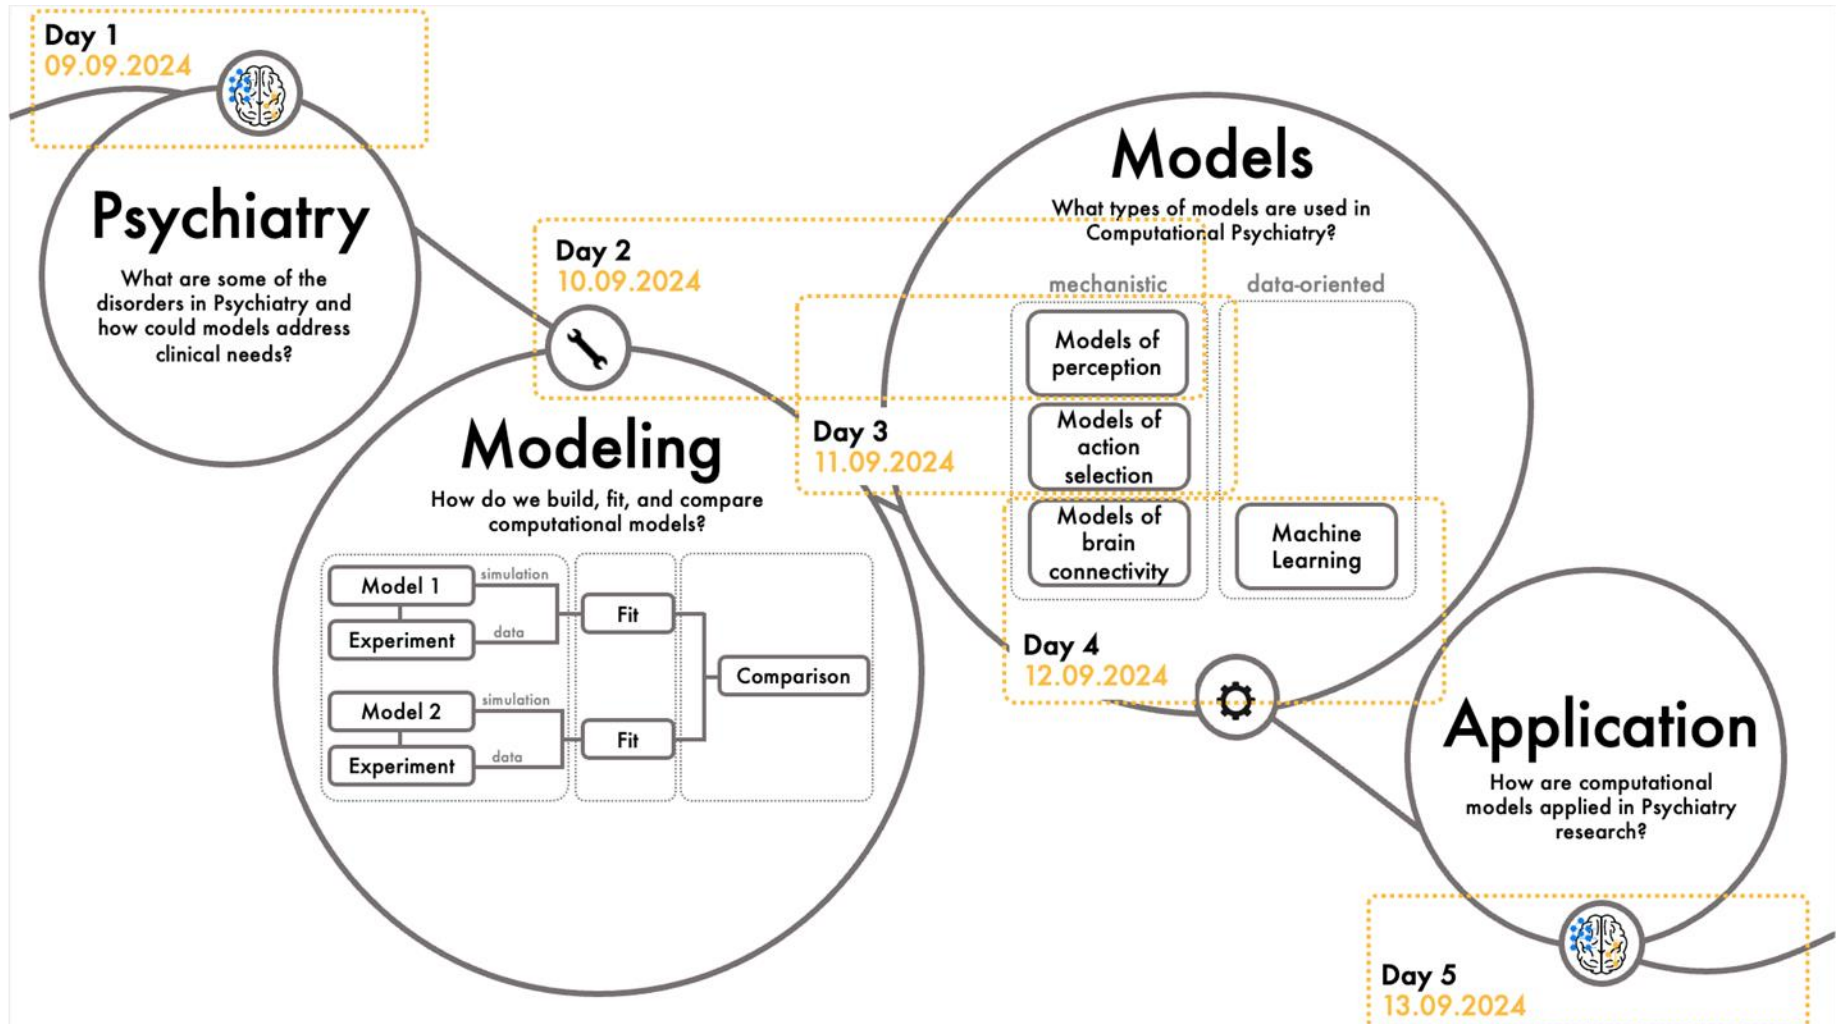 Day 1
09.09.2024
Psychiatry
What are some of the
disorders in Psychiatry and
how could models address
clinical needs?
Day 2
10.09.2024
Modeling
How do we build, fit, and compare
computational models?
Model 1
simulation
Experiment
data
Fit
Model 2
simulation
Experiment
data
Fit
Comparison
Models
What types of models are used in
Computational Psychiatry?
mechanistic
data-oriented
Models of
perception
Day 3
11.09.2024
Models of
action
selection
Models of
brain
connectivity
Machine
Learning
Day 4
12.09.2024
Application
How are computational
models applied in Psychiatry
research?
Day 5
13.09.2024